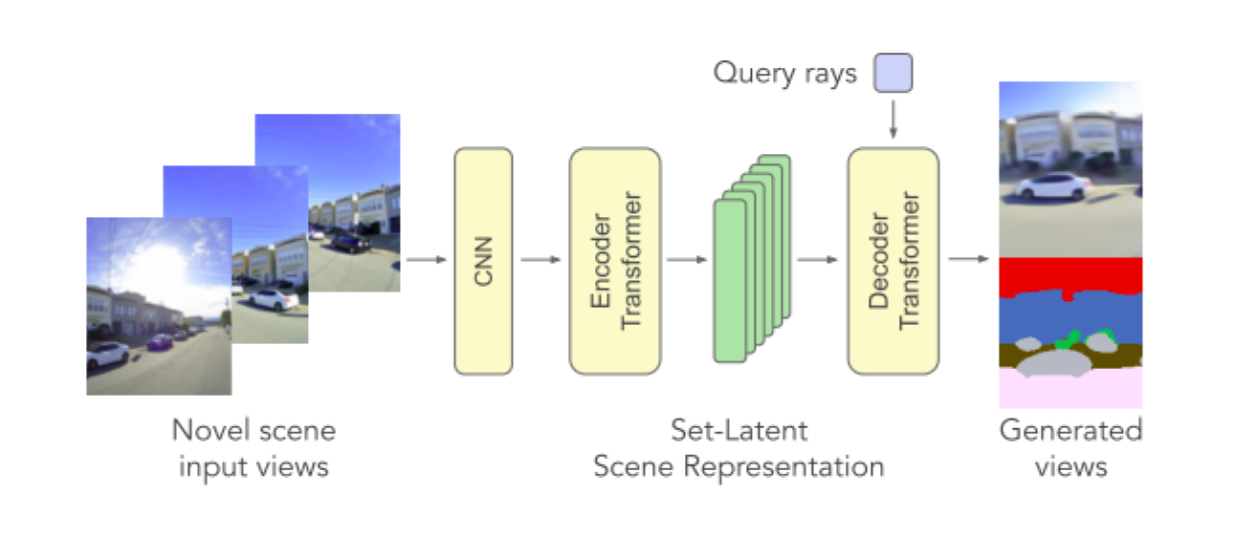 Query rays
CNN
Encoder
Transformer
Decoder
Transformer
Novel scene
input views
Set-Latent
Scene Representation
Generated
views